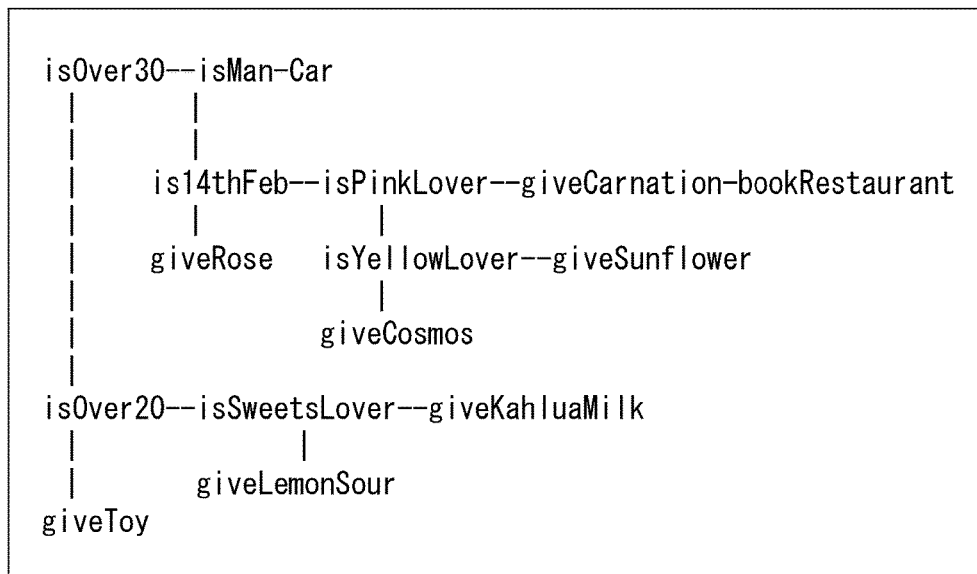 isOver30--isMan-Car
| |
| |
| is14thFeb--isPinkLover--giveCarnation-bookRestaurant
| | |
| giveRose isYellowLover--giveSunflower
| |
| giveCosmos
|
isOver20--isSweetsLover--giveKahluaMilk
| |
| giveLemonSour
giveToy